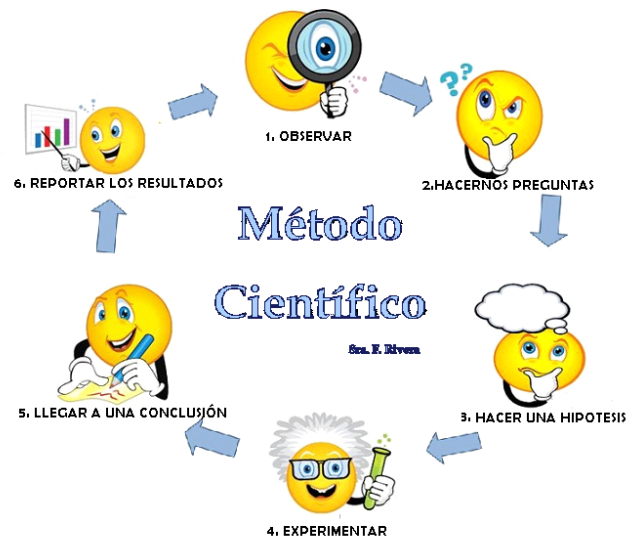 1. OBSERVAR
2.HACERNOS PREGUNTAS
3. HACER UNA HIPOTESIS
4. EXPERIMENTAR
5. LLEGAR A UNA CONCLUSIÓN
6. REPORTAR LOS RESULTADOS
Método
Científico
Sra. F. Rivera